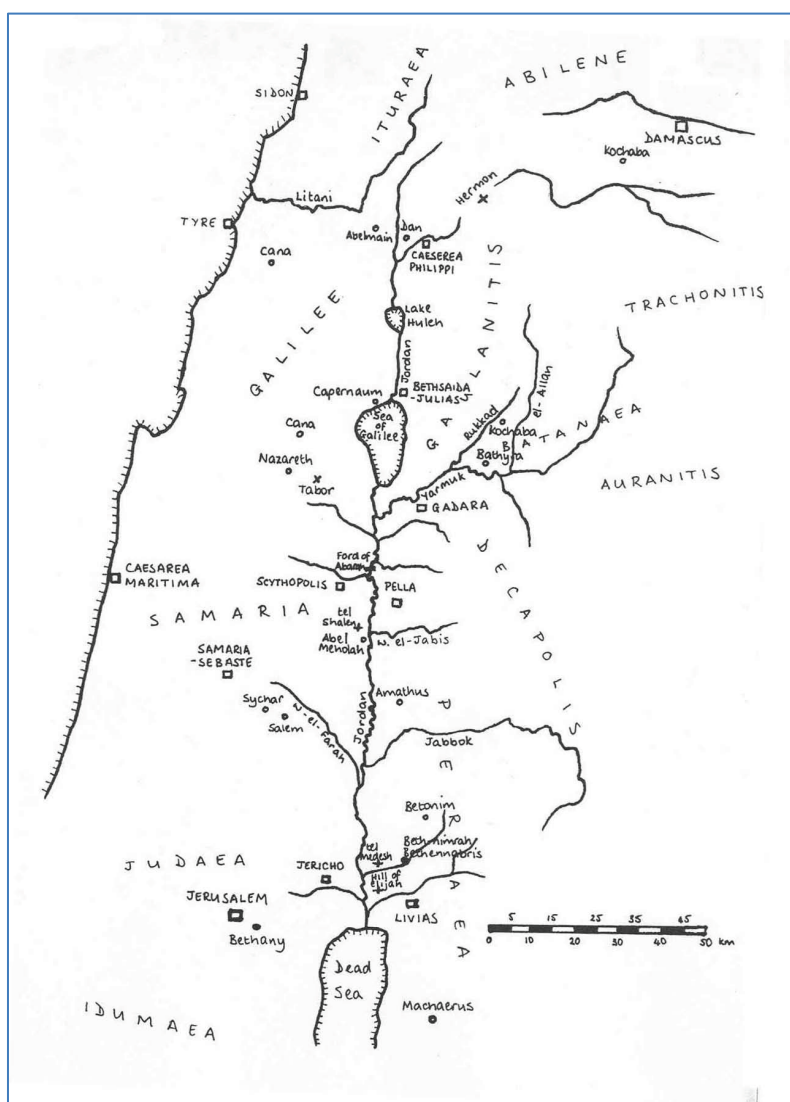 ABILENE
ITURAEA
SIDON
DAMASCUS
Kochaba
Litani
Hermon
TYRE
Abelmain
Dan
CAESEREA
PHILIPPI
Cana
GAULANITIS
TRACHONITIS
Lake
Huleh
GALILEE
Jordan
BETHSAIDA
-JULIAS
Capernaum
Sea
of
Galilee
Rukkad
el-Allan
Kochaba
BATANAEA
Bathyra
Cana
Nazareth
Tabor
Yarmuk
GADARA
AURANITIS
DECAPOLIS
Ford of
CAESAREA
MARITIMA
SCYTHOPOLIS
PELLA
SAMARIA
tel
Abel
Meholah
w. el-Jabis
SAMARIA
-SEBASTE
Amathus
Sychar
Salem
w-el-Farah
Jordan
Jabbok
PERAEA
Betonim
JUDAEA
JERICHO
tel
Medesh
Beth-nimrah
Bethennabris
Hill of
Elijah
JERUSALEM
Bethany
LIVIAS
5 15 25 35 45
0 10 20 30 40 50 km
Dead
Sea
IDUMAEA
Machaerus